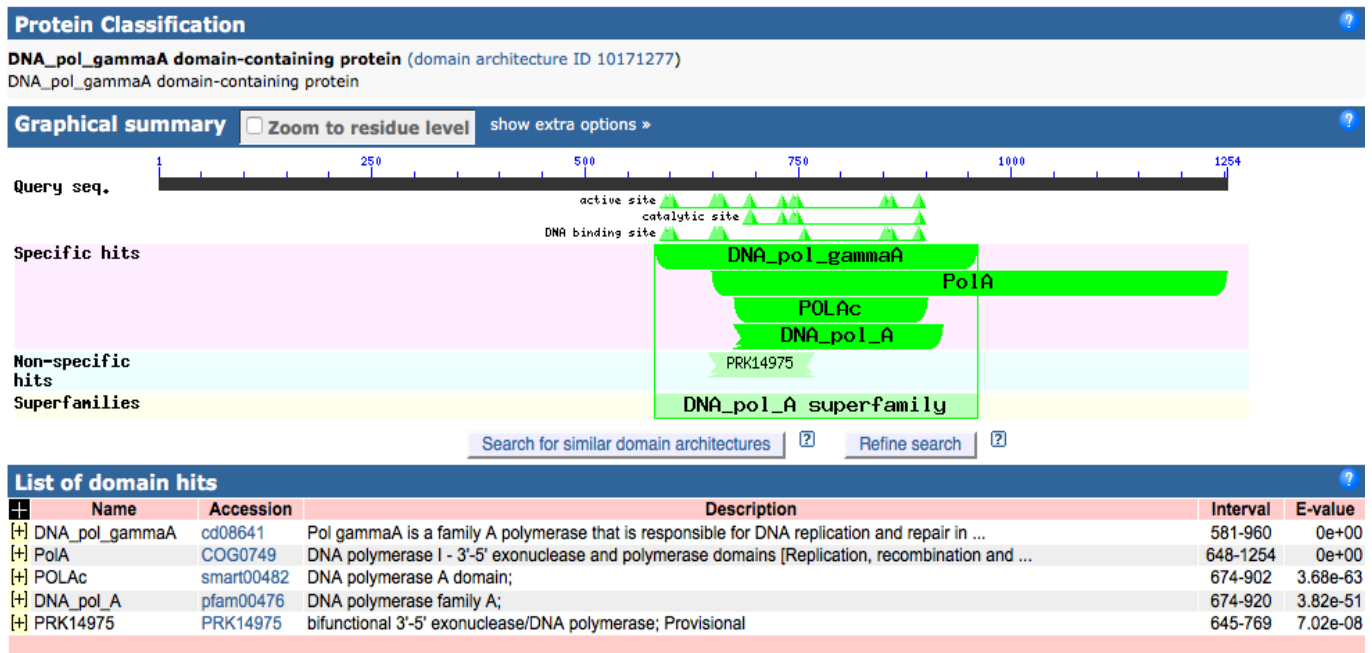 Protein Classification ?
DNA_pol_gammaA domain-containing protein (domain architecture ID 10171277)
DNA_pol_gammaA domain-containing protein
Graphical summary Zoom to residue level show extra options » ?
1 250 500 750 1000 1254
Query seq.
active site
catalytic site
DNA binding site
Specific hits DNA_pol_gammaA
PolA
POLAc
DNA_pol_A
Non-specific hits PRK14975
Superfamilies DNA_pol_A superfamily
Search for similar domain architectures ? Refine search ?
List of domain hits ?
+ Name Accession Description Interval E-value
[+] DNA_pol_gammaA cd08641 Pol gammaA is a family A polymerase that is responsible for DNA replication and repair in ... 581-960 0e+00
[+] PolA COG0749 DNA polymerase I - 3'-5' exonuclease and polymerase domains [Replication, recombination and ... 648-1254 0e+00
[+] POLAc smart00482 DNA polymerase A domain; 674-902 3.68e-63
[+] DNA_pol_A pfam00476 DNA polymerase family A; 674-920 3.82e-51
[+] PRK14975 PRK14975 bifunctional 3'-5' exonuclease/DNA polymerase; Provisional 645-769 7.02e-08